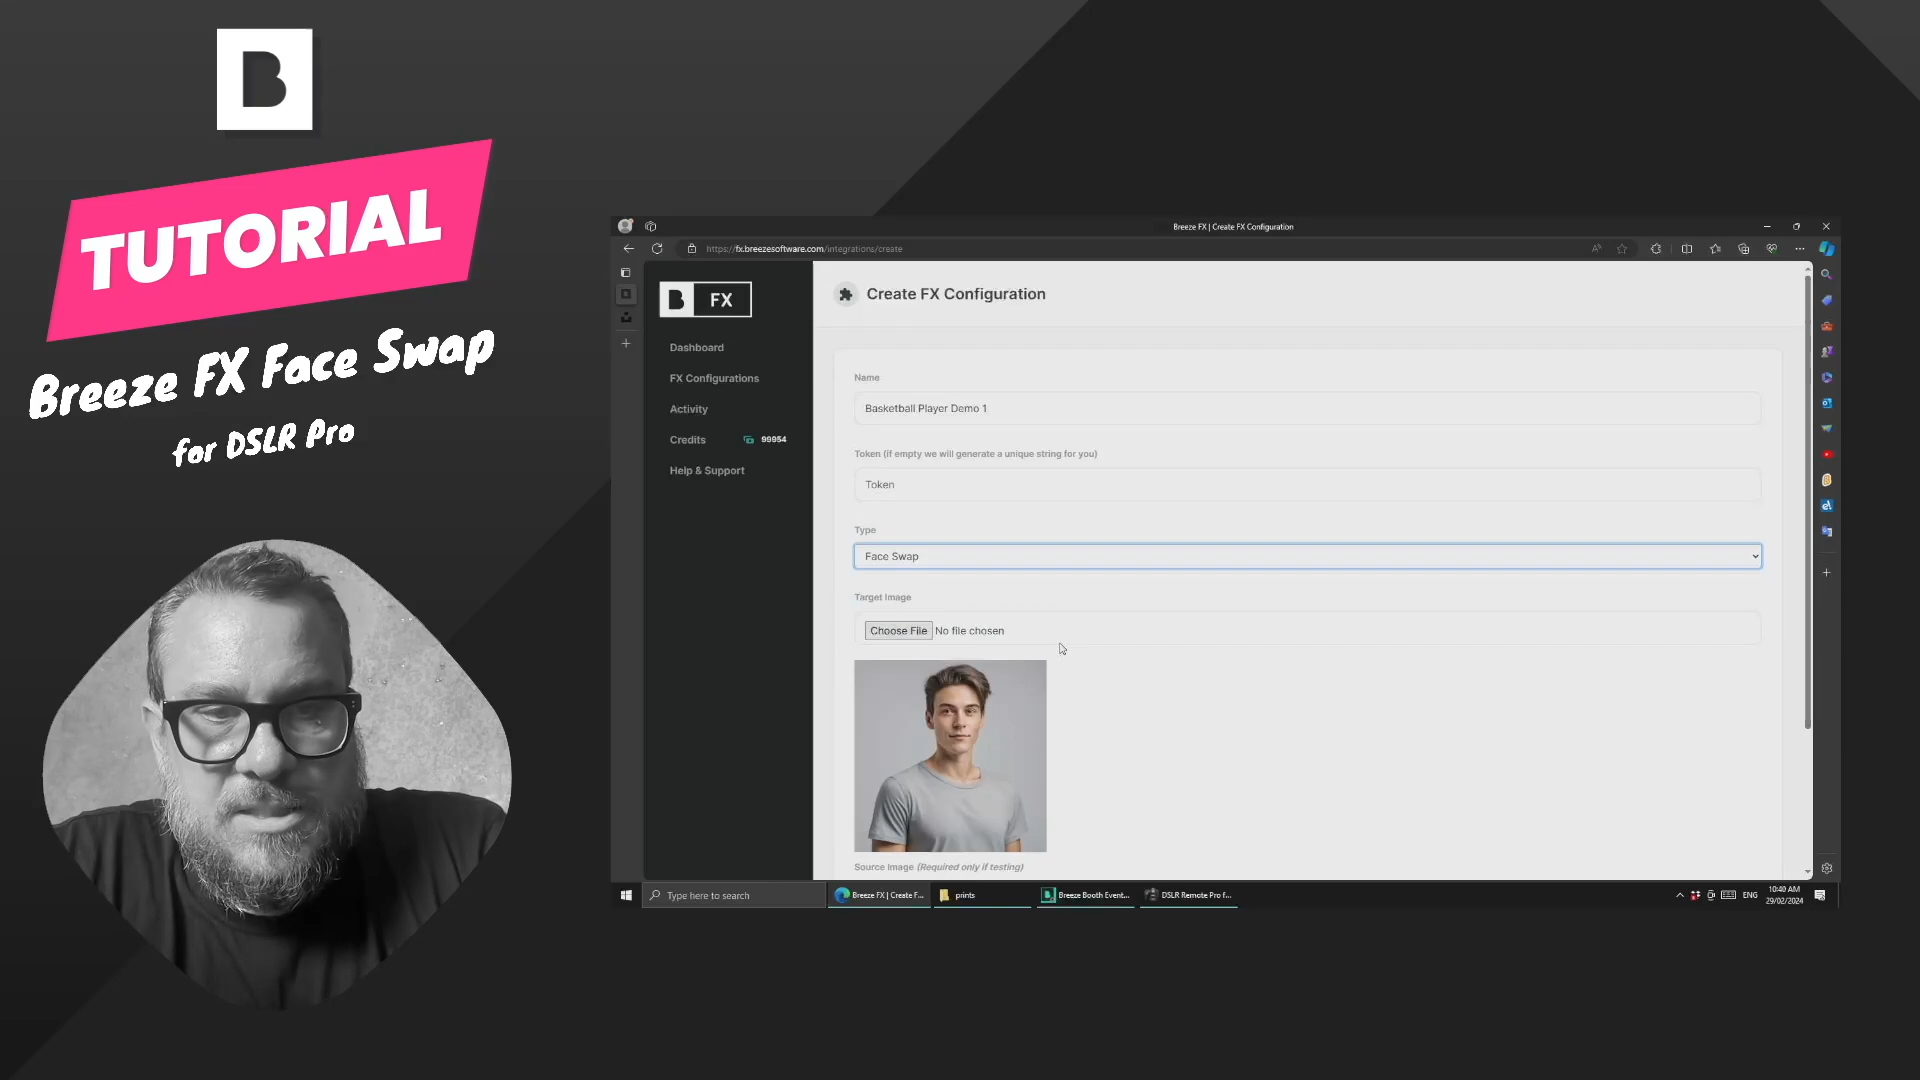 B
TUTORIAL
Breeze FX Face Swap
for DSLR Pro
Breeze FX | Create FX Configuration
https://fx.breezesoftware.com/integrations/create
B FX
Dashboard
FX Configurations
Activity
Credits 99954
Help & Support
Create FX Configuration
Name
Basketball Player Demo 1
Token (if empty we will generate a unique string for you)
Token
Type
Face Swap
Target Image
Choose File No file chosen
Source Image (Required only if testing)
Type here to search
Breeze FX | Create F...
prints
Breeze Booth Event...
DSLR Remote Pro f...
ENG
10:40 AM
29/02/2024